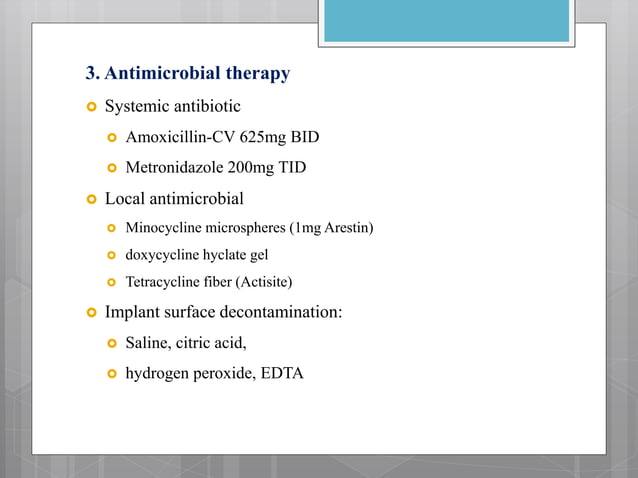 3. Antimicrobial therapy
Systemic antibiotic
Amoxicillin-CV 625mg BID
Metronidazole 200mg TID
Local antimicrobial
Minocycline microspheres (1mg Arestin)
doxycycline hyclate gel
Tetracycline fiber (Actisite)
Implant surface decontamination:
Saline, citric acid,
hydrogen peroxide, EDTA